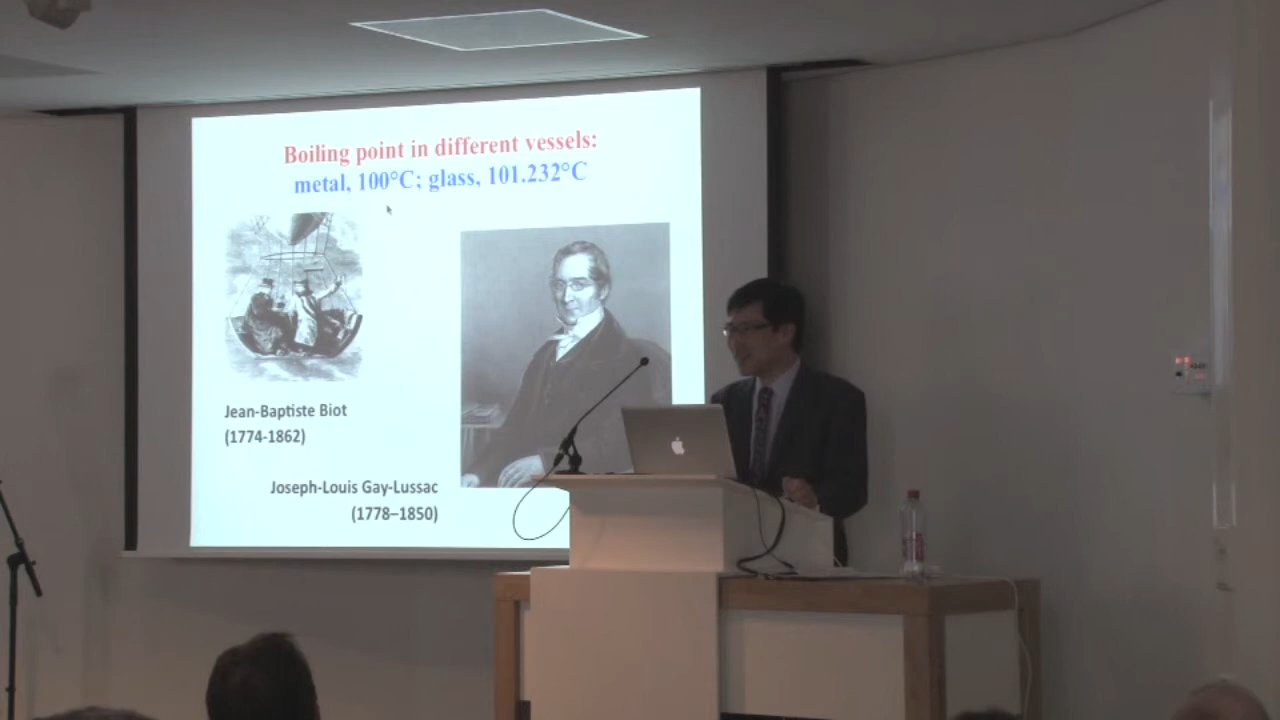 Boiling point in different vessels:
metal, 100°C; glass, 101.232°C
Jean-Baptiste Biot
(1774-1862)
Joseph-Louis Gay-Lussac
(1778–1850)